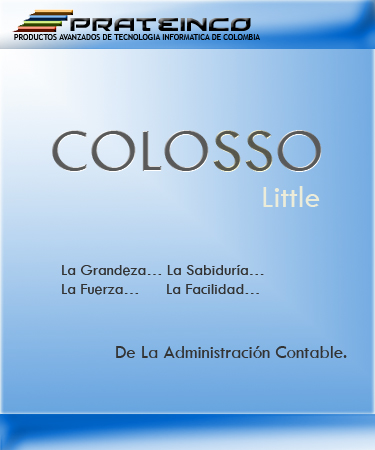 PRATEINCO
PRODUCTOS AVANZADOS DE TECNOLOGIA INFORMATICA DE COLOMBIA
COLOSSO
Little
La Grandeza... La Sabiduría...
La Fuerza... La Facilidad...
De La Administración Contable.